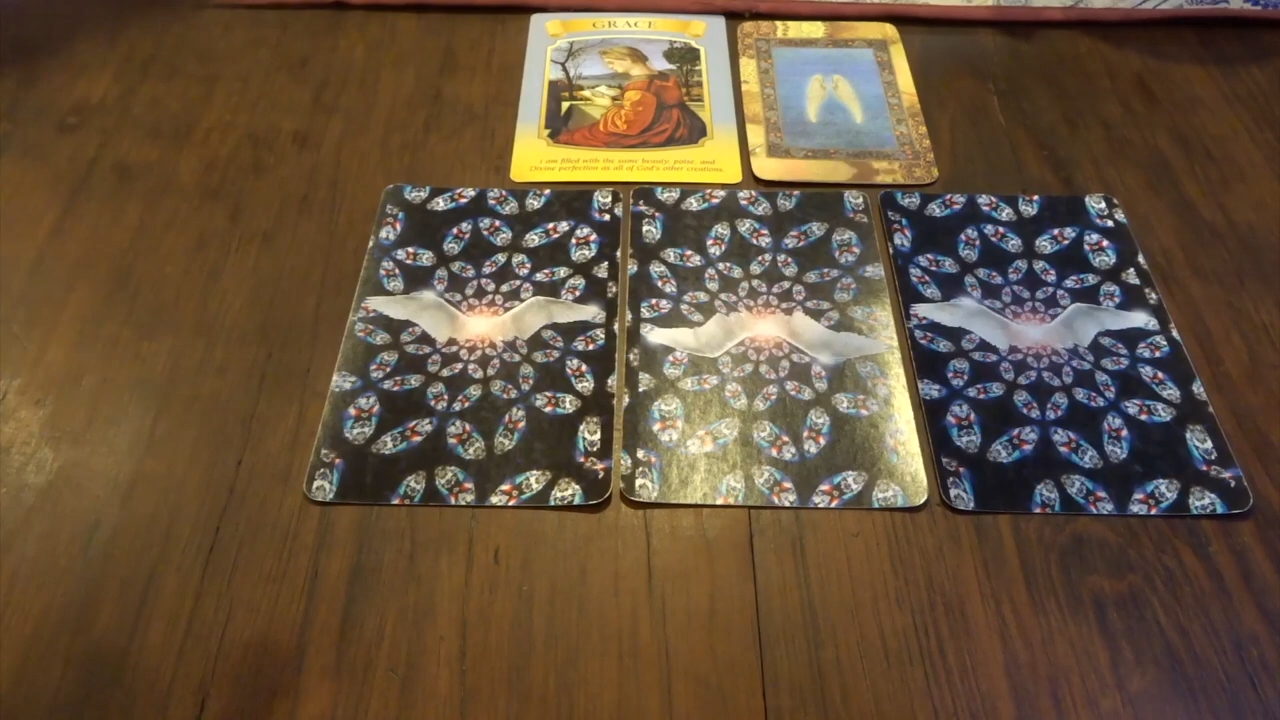 GRACE
I am filled with the same beauty, poise, and
Divine perfection as all of God's other creations.